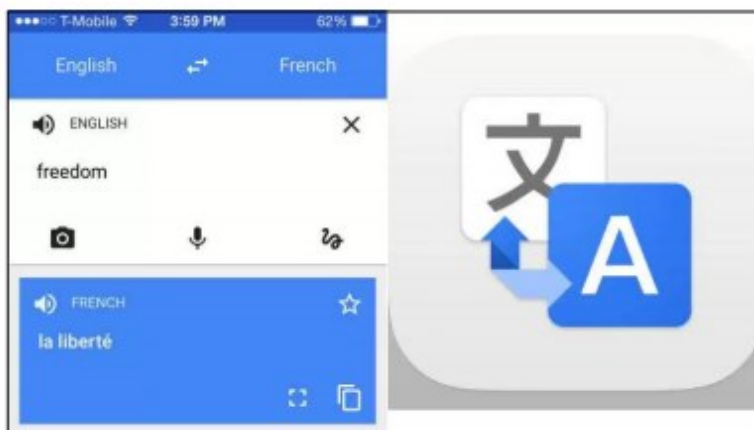 T-Mobile 3:59 PM 62%
English French
ENGLISH
freedom
FRENCH
la liberté
文
A